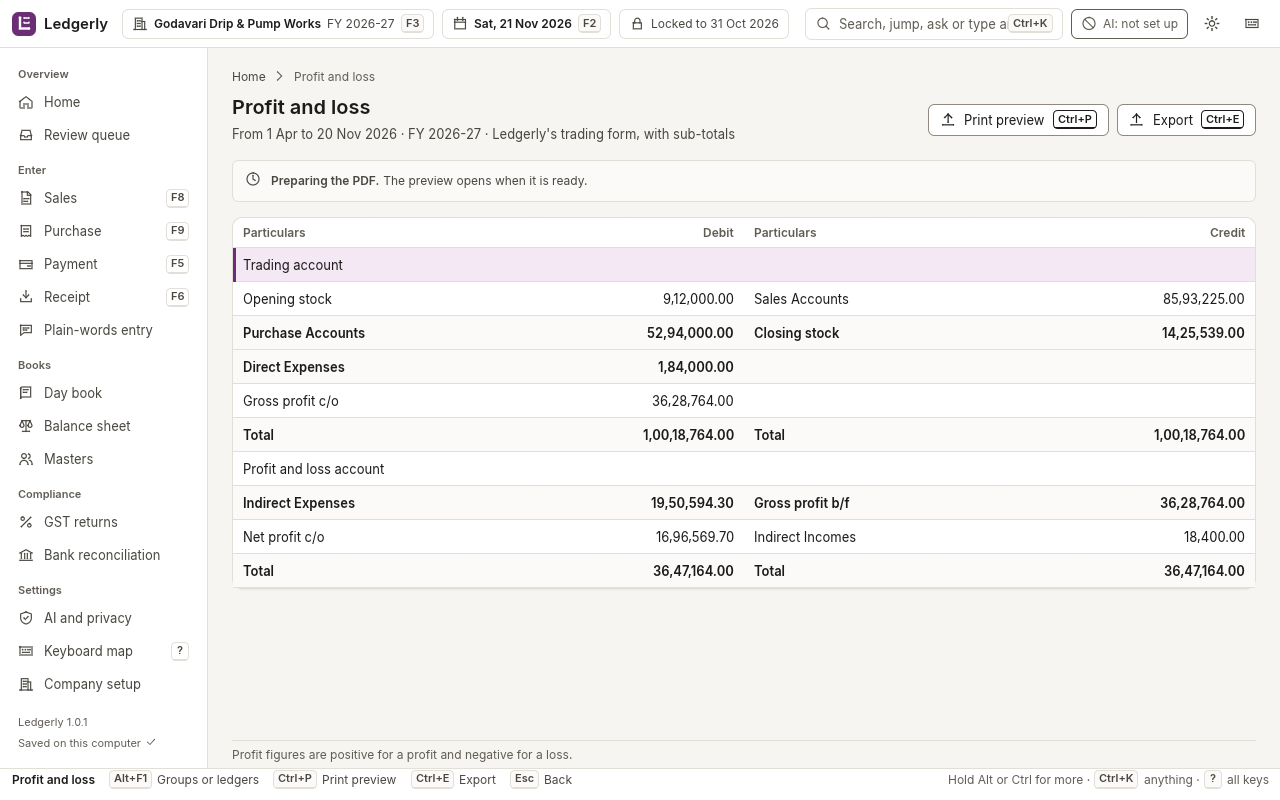 Ledgerly
Godavari Drip & Pump Works FY 2026-27 F3
Sat, 21 Nov 2026 F2
Locked to 31 Oct 2026
Search, jump, ask or type a Ctrl+K
AI: not set up
Overview
Home
Review queue
Enter
Sales F8
Purchase F9
Payment F5
Receipt F6
Plain-words entry
Books
Day book
Balance sheet
Masters
Compliance
GST returns
Bank reconciliation
Settings
AI and privacy
Keyboard map ?
Company setup
Ledgerly 1.0.1
Saved on this computer
Home Profit and loss
Profit and loss
From 1 Apr to 20 Nov 2026 · FY 2026-27 · Ledgerly's trading form, with sub-totals
Print preview Ctrl+P
Export Ctrl+E
Preparing the PDF. The preview opens when it is ready.
Particulars Debit Particulars Credit
Trading account
Opening stock 9,12,000.00 Sales Accounts 85,93,225.00
Purchase Accounts 52,94,000.00 Closing stock 14,25,539.00
Direct Expenses 1,84,000.00
Gross profit c/o 36,28,764.00
Total 1,00,18,764.00 Total 1,00,18,764.00
Profit and loss account
Indirect Expenses 19,50,594.30 Gross profit b/f 36,28,764.00
Net profit c/o 16,96,569.70 Indirect Incomes 18,400.00
Total 36,47,164.00 Total 36,47,164.00
Profit figures are positive for a profit and negative for a loss.
Profit and loss Alt+F1 Groups or ledgers Ctrl+P Print preview Ctrl+E Export Esc Back
Hold Alt or Ctrl for more · Ctrl+K anything · ? all keys